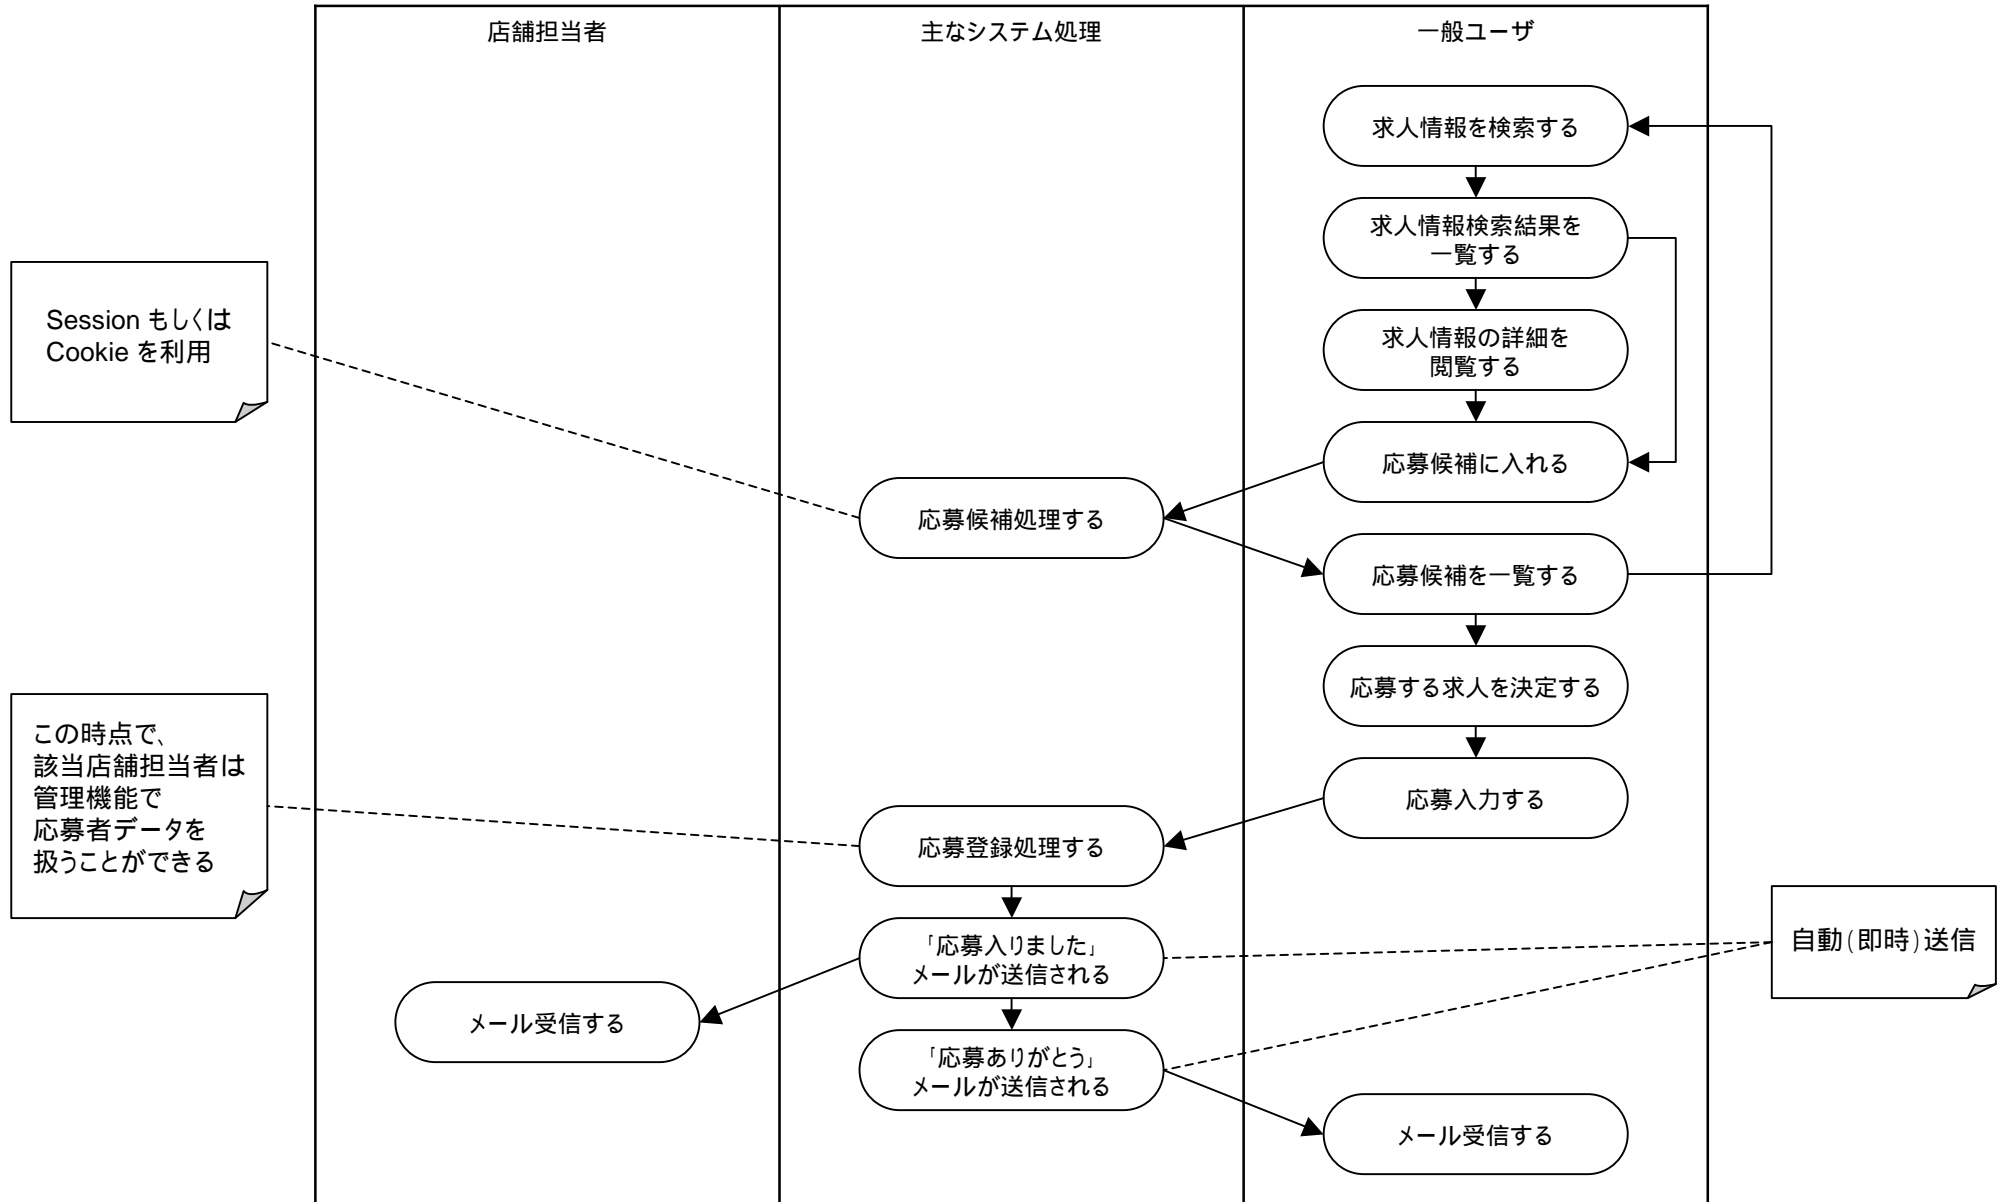 店舗担当者
主なシステム処理
一般ユーザ
求人情報を検索する
求人情報検索結果を
一覧する
Session もしくは
Cookie を利用
求人情報の詳細を
閲覧する
応募候補に入れる
応募候補処理する
応募候補を一覧する
応募する求人を決定する
この時点で、
該当店舗担当者は
管理機能で
応募者データを
扱うことができる
応募入力する
応募登録処理する
「応募入りました」
メールが送信される
自動(即時)送信
メール受信する
「応募ありがとう」
メールが送信される
メール受信する